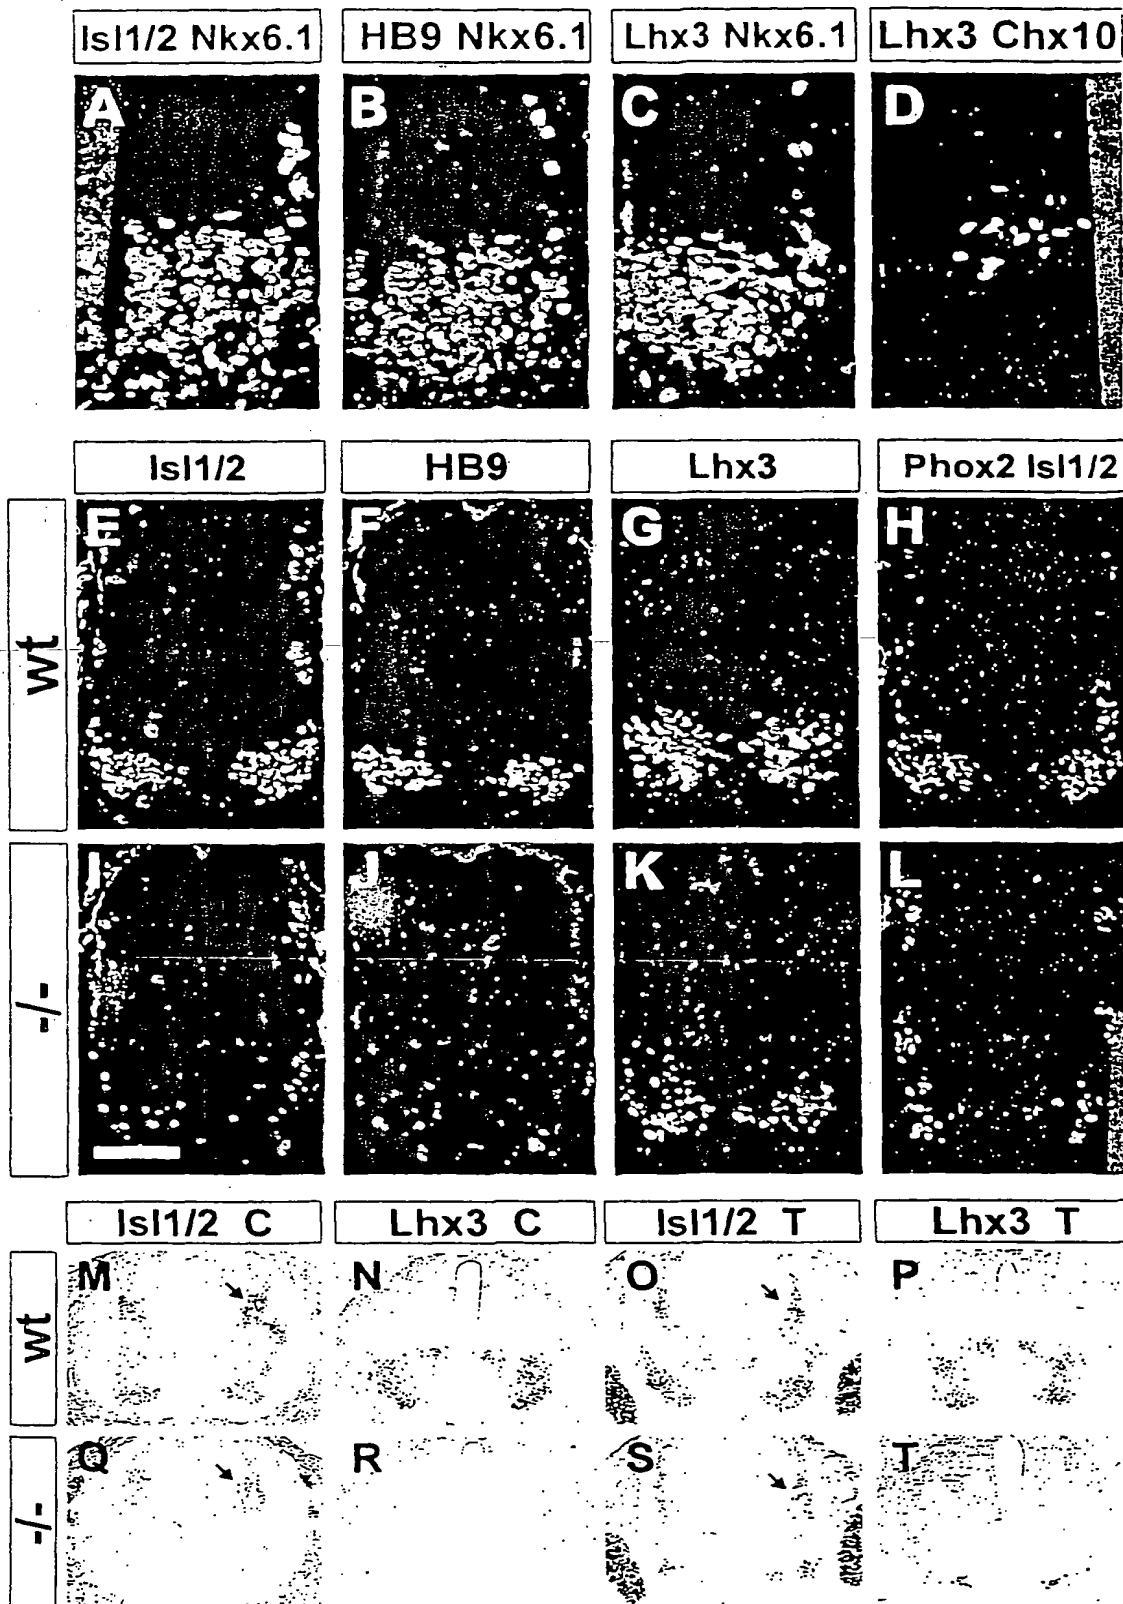 Isl1/2 Nkx6.1 HB9 Nkx6.1 Lhx3 Nkx6.1 Lhx3 Chx10
A B C D
Isl1/2 HB9 Lhx3 Phox2 Isl1/2
wt
E F G H
-/-
I J K L
Isl1/2 C Lhx3 C Isl1/2 T Lhx3 T
wt
M N O P
-/-
Q R S T